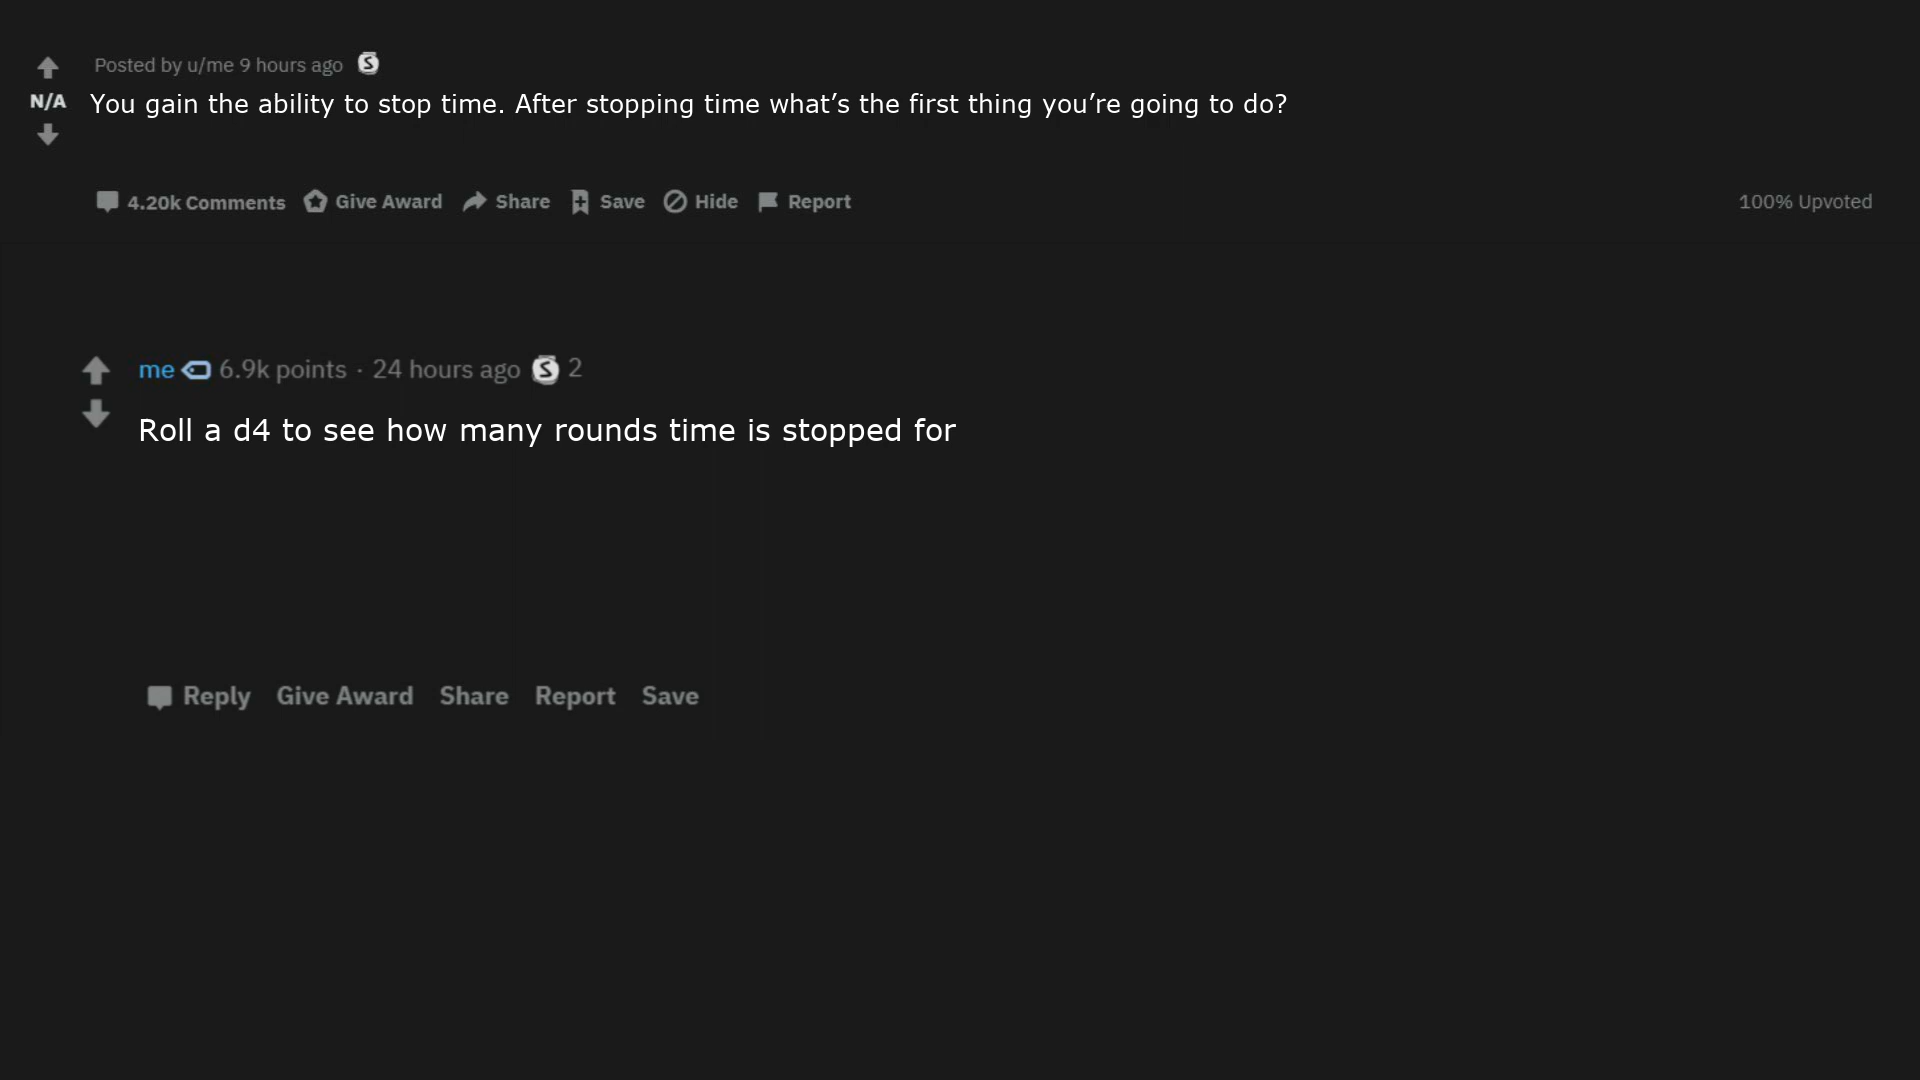 Posted by u/me 9 hours ago
N/A
You gain the ability to stop time. After stopping time what’s the first thing you’re going to do?
4.20k Comments Give Award Share Save Hide Report 100% Upvoted
me 6.9k points · 24 hours ago S 2
Roll a d4 to see how many rounds time is stopped for
Reply Give Award Share Report Save